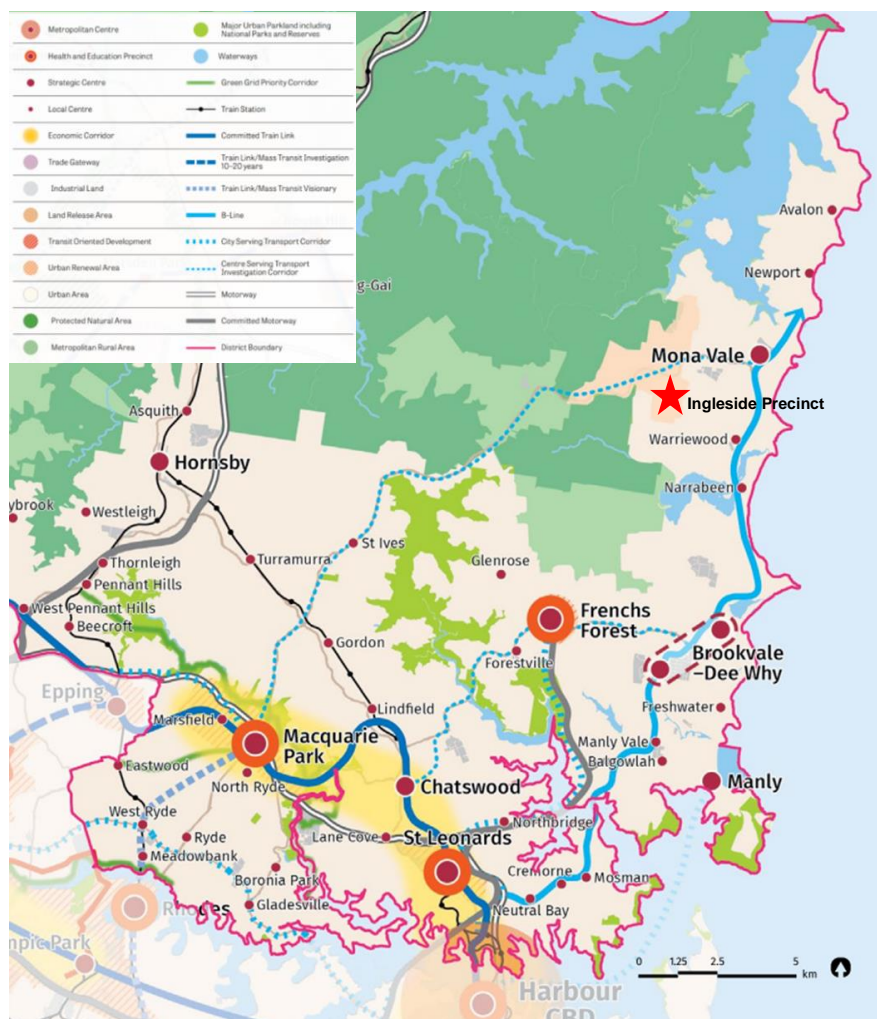 Metropolitan Centre
Health and Education Precinct
Strategic Centre
Local Centre
Economic Corridor
Trade Gateway
Industrial Land
Land Release Area
Transit Oriented Development
Urban Renewal Area
Urban Area
Protected Natural Area
Metropolitan Rural Area
Major Urban Parkland including
National Parks and Reserves
Waterways
Green Grid Priority Corridor
Train Station
Committed Train Link
Train Link/Mass Transit Investigation
10–20 years
Train Link/Mass Transit Visionary
B-Line
City Serving Transport Corridor
Centre Serving Transport
Investigation Corridor
Motorway
Committed Motorway
District Boundary
Avalon
Newport
g-Gai
Mona Vale
Ingleside Precinct
Asquith
Warriewood
Hornsby
Narrabeen
ybrook
Westleigh
St Ives
Turramurra
Glenrose
Thornleigh
Pennant Hills
West Pennant Hills
Beecroft
Frenchs
Forest
Gordon
Forestville
Brookvale
–Dee Why
Epping
Freshwater
Lindfield
Marsfield
Macquarie
Park
Manly Vale
Balgowlah
Eastwood
North Ryde
Chatswood
Manly
West Ryde
Northbridge
Ryde
Lane Cove
St Leonards
Meadowbank
Cremorne
Mosman
Boronia Park
Gladesville
Neutral Bay
Rhodes
mpic Park
0 1.25 2.5 5
km
Harbour
CBD